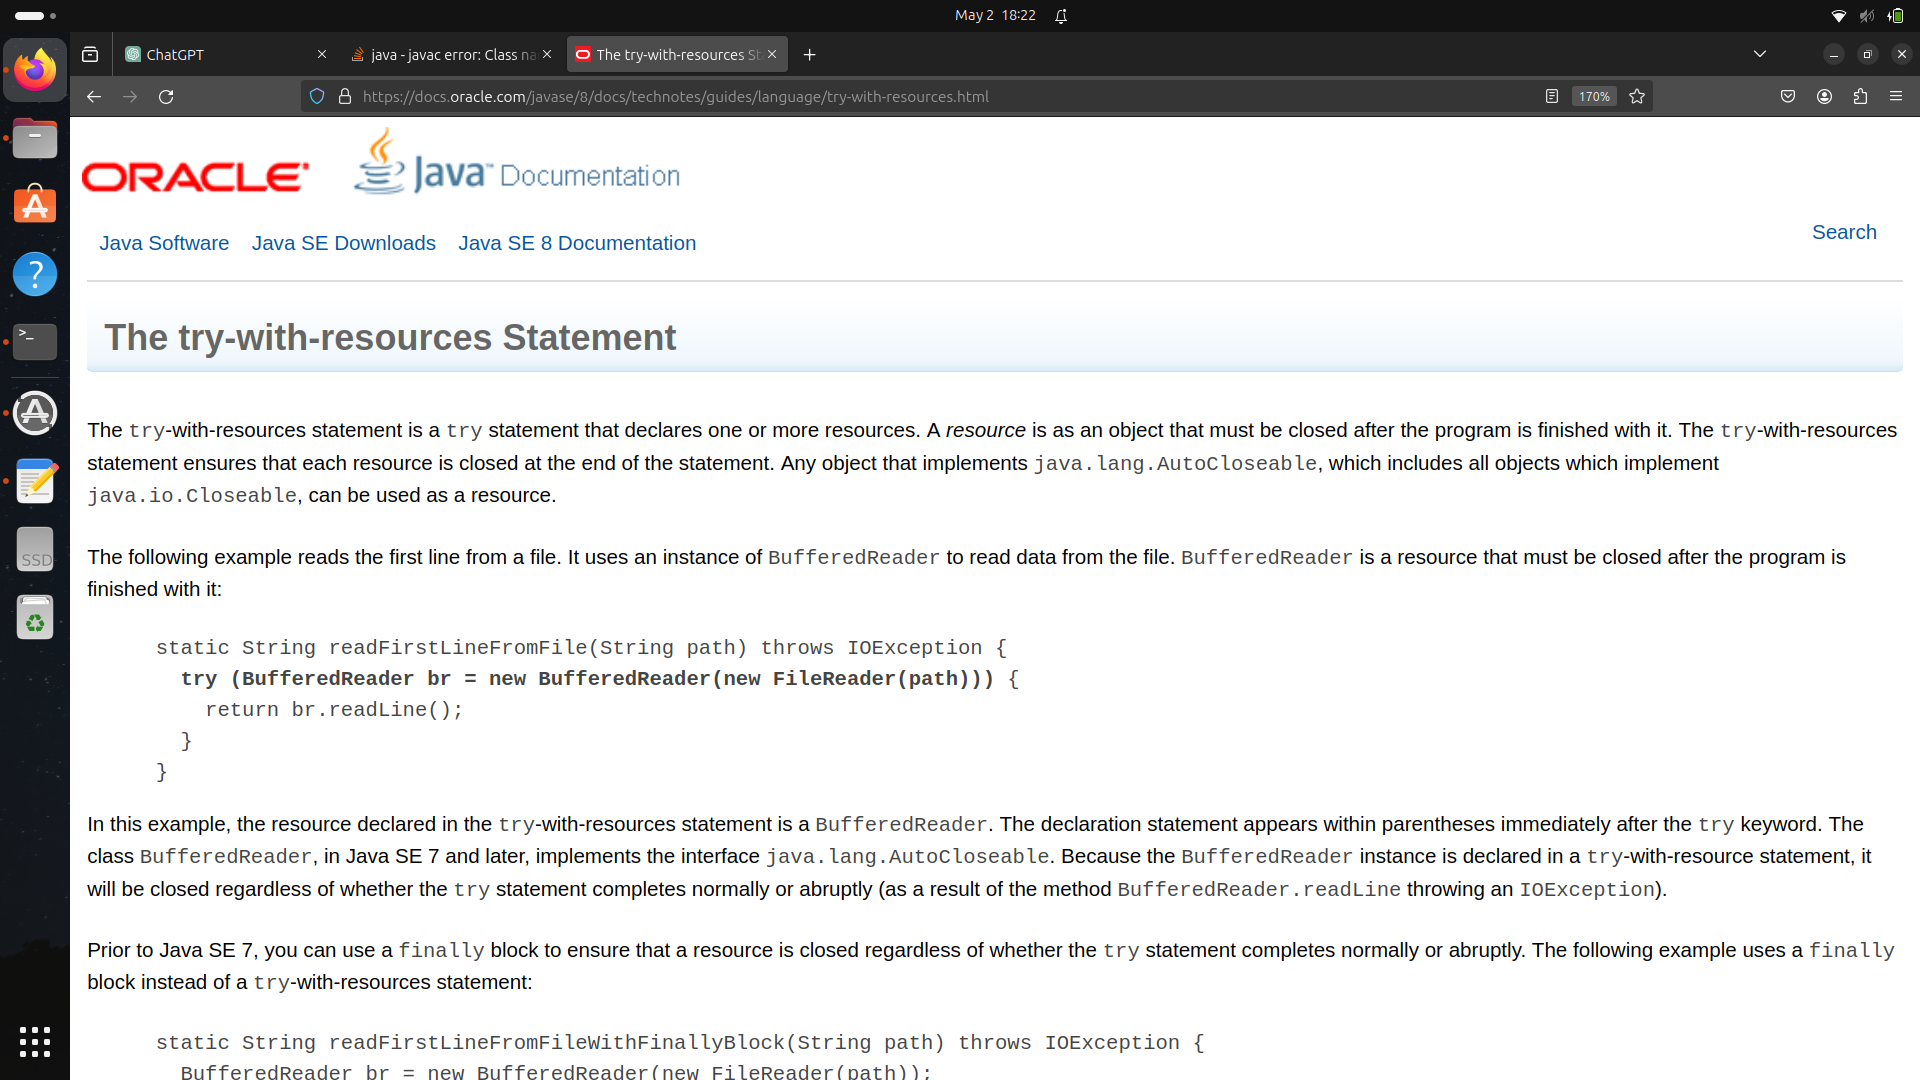 May 2 18:22
ChatGPT
java - javac error: Class na
The try-with-resources St
https://docs.oracle.com/javase/8/docs/technotes/guides/language/try-with-resources.html
170%
ORACLE
Java™ Documentation
Java Software Java SE Downloads Java SE 8 Documentation
Search
The try-with-resources Statement
The try-with-resources statement is a try statement that declares one or more resources. A resource is as an object that must be closed after the program is finished with it. The try-with-resources
statement ensures that each resource is closed at the end of the statement. Any object that implements java.lang.AutoCloseable, which includes all objects which implement
java.io.Closeable, can be used as a resource.
The following example reads the first line from a file. It uses an instance of BufferedReader to read data from the file. BufferedReader is a resource that must be closed after the program is
finished with it:
static String readFirstLineFromFile(String path) throws IOException {
try (BufferedReader br = new BufferedReader(new FileReader(path))) {
return br.readLine();
}
}
In this example, the resource declared in the try-with-resources statement is a BufferedReader. The declaration statement appears within parentheses immediately after the try keyword. The
class BufferedReader, in Java SE 7 and later, implements the interface java.lang.AutoCloseable. Because the BufferedReader instance is declared in a try-with-resource statement, it
will be closed regardless of whether the try statement completes normally or abruptly (as a result of the method BufferedReader.readLine throwing an IOException).
Prior to Java SE 7, you can use a finally block to ensure that a resource is closed regardless of whether the try statement completes normally or abruptly. The following example uses a finally
block instead of a try-with-resources statement:
static String readFirstLineFromFileWithFinallyBlock(String path) throws IOException {
BufferedReader br = new BufferedReader(new FileReader(path));
SSD